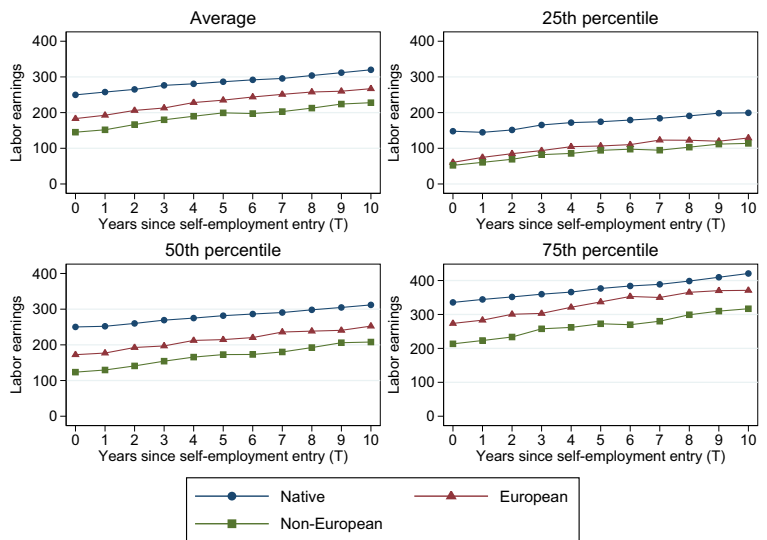 Average
400
300
200
100
0
Labor earnings
0 1 2 3 4 5 6 7 8 9 10
Years since self-employment entry (T)
25th percentile
400
300
200
100
0
Labor earnings
0 1 2 3 4 5 6 7 8 9 10
Years since self-employment entry (T)
50th percentile
400
300
200
100
0
Labor earnings
0 1 2 3 4 5 6 7 8 9 10
Years since self-employment entry (T)
75th percentile
400
300
200
100
0
Labor earnings
0 1 2 3 4 5 6 7 8 9 10
Years since self-employment entry (T)
Native
European
Non-European